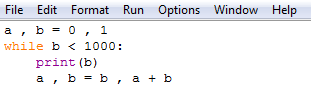 File Edit Format Run Options Window Help
a , b = 0 , 1
while b < 1000:
    print(b)
    a , b = b , a + b